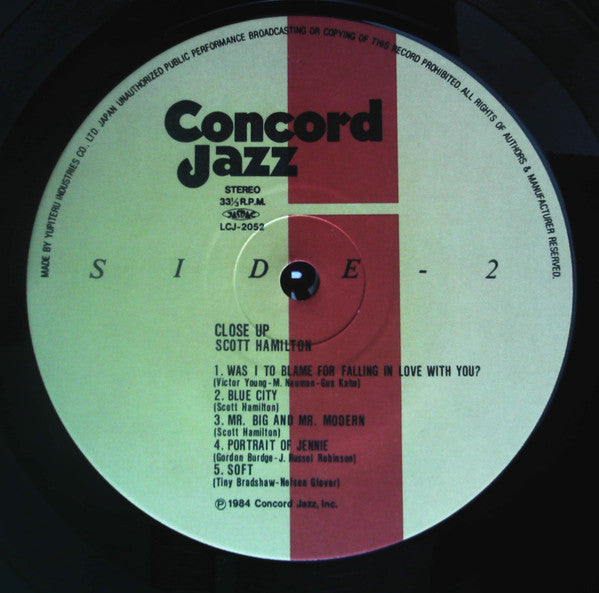 MADE BY YUPITERU INDUSTRIES CO. LTD. JAPAN UNAUTHORIZED PUBLIC PERFORMANCE BROADCASTING OR COPYING OF THIS RECORD PROHIBITED. ALL RIGHTS OF AUTHORS & MANUFACTURER RESERVED.
Concord
Jazz
STEREO
33⅓ R.P.M.
JASRAC
LCJ-2052
SIDE-2
CLOSE UP
SCOTT HAMILTON
1. WAS I TO BLAME FOR FALLING IN LOVE WITH YOU?
(Victor Young-M. Neuman-Gus Kahn)
2. BLUE CITY
(Scott Hamilton)
3. MR. BIG AND MR. MODERN
(Scott Hamilton)
4. PORTRAIT OF JENNIE
(Gordon Burdge-J. Russel Robinson)
5. SOFT
(Tiny Bradshaw-Nelson Glover)
Ⓟ 1984 Concord Jazz, Inc.